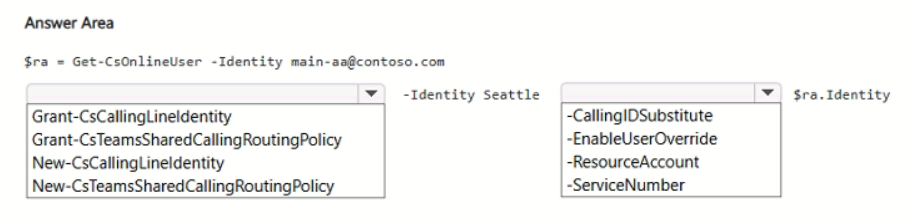 Answer Area
$ra = Get-CsOnlineUser -Identity main-aa@contoso.com
-Identity Seattle $ra.Identity
Grant-CsCallingLineIdentity
Grant-CsTeamsSharedCallingRoutingPolicy
New-CsCallingLineIdentity
New-CsTeamsSharedCallingRoutingPolicy
-CallingIDSubstitute
-EnableUserOverride
-ResourceAccount
-ServiceNumber